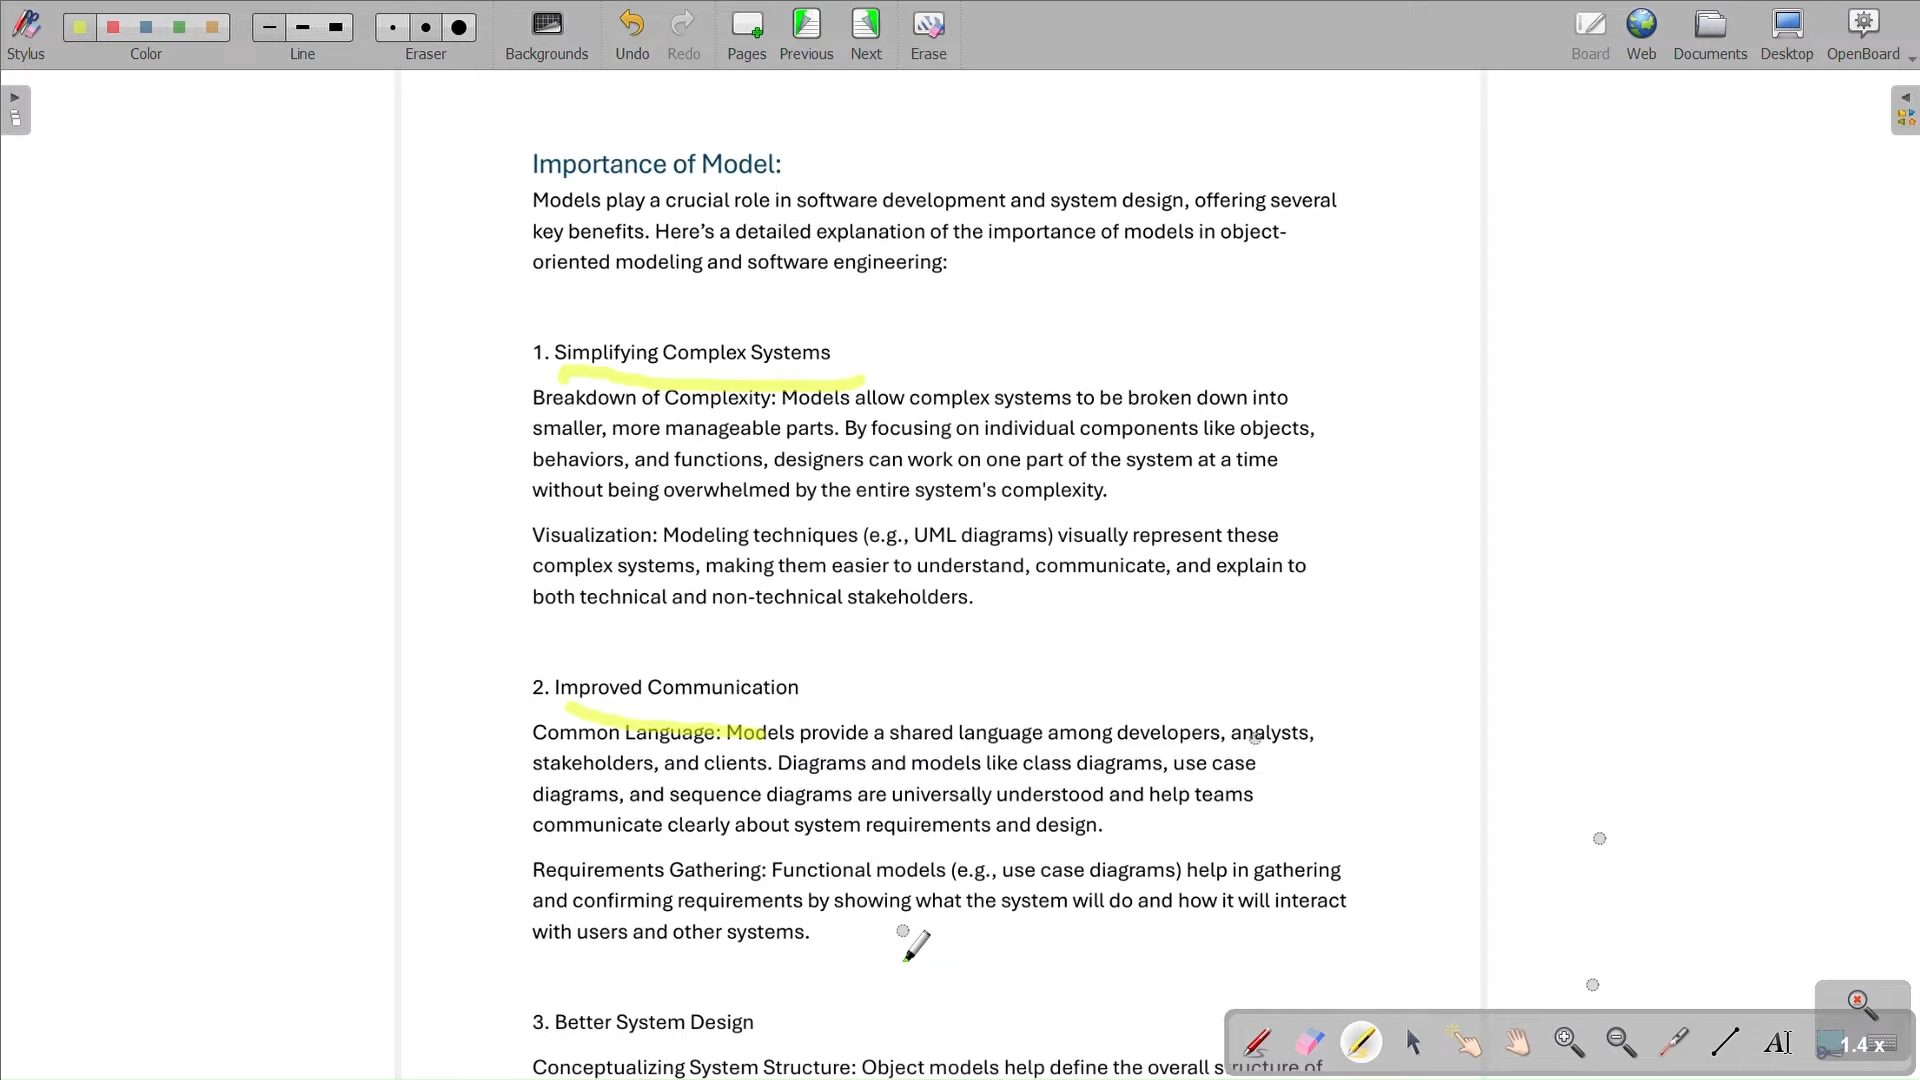 Stylus
Color
Line
Eraser
Backgrounds
Undo
Redo
Pages
Previous
Next
Erase
Board
Web
Documents
Desktop
OpenBoard
Importance of Model:
Models play a crucial role in software development and system design, offering several
key benefits. Here’s a detailed explanation of the importance of models in object-
oriented modeling and software engineering:
1. Simplifying Complex Systems
Breakdown of Complexity: Models allow complex systems to be broken down into
smaller, more manageable parts. By focusing on individual components like objects,
behaviors, and functions, designers can work on one part of the system at a time
without being overwhelmed by the entire system's complexity.
Visualization: Modeling techniques (e.g., UML diagrams) visually represent these
complex systems, making them easier to understand, communicate, and explain to
both technical and non-technical stakeholders.
2. Improved Communication
Common Language: Models provide a shared language among developers, analysts,
stakeholders, and clients. Diagrams and models like class diagrams, use case
diagrams, and sequence diagrams are universally understood and help teams
communicate clearly about system requirements and design.
Requirements Gathering: Functional models (e.g., use case diagrams) help in gathering
and confirming requirements by showing what the system will do and how it will interact
with users and other systems.
3. Better System Design
Conceptualizing System Structure: Object models help define the overall structure of
AI
1.4 x